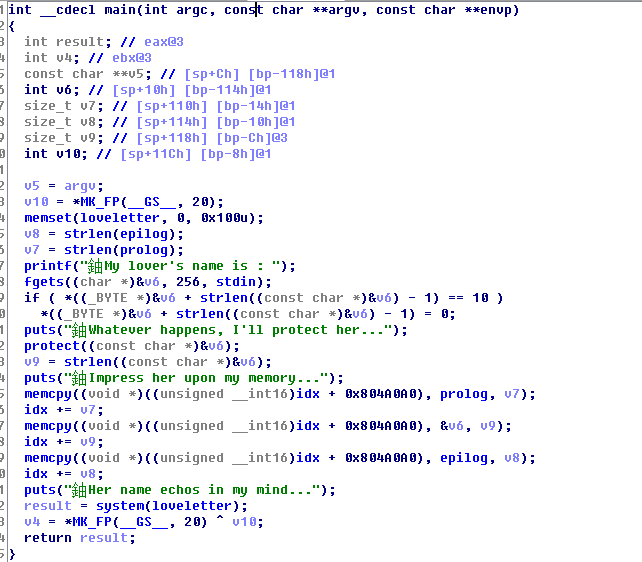 int __cdecl main(int argc, const char **argv, const char **envp)
{
int result; // eax@3
int v4; // ebx@3
const char **v5; // [sp+Ch] [bp-118h]@1
int v6; // [sp+10h] [bp-114h]@1
size_t v7; // [sp+110h] [bp-14h]@1
size_t v8; // [sp+114h] [bp-10h]@1
size_t v9; // [sp+118h] [bp-Ch]@3
int v10; // [sp+11Ch] [bp-8h]@1
v5 = argv;
v10 = *MK_FP(__GS__, 20);
memset(loveletter, 0, 0x100u);
v8 = strlen(epilog);
v7 = strlen(prolog);
printf("鈾My lover's name is : ");
fgets((char *)&v6, 256, stdin);
if ( *((_BYTE *)&v6 + strlen((const char *)&v6) - 1) == 10 )
*((_BYTE *)&v6 + strlen((const char *)&v6) - 1) = 0;
puts("鈾Whatever happens, I'll protect her...");
protect((const char *)&v6);
v9 = strlen((const char *)&v6);
puts("鈾Impress her upon my memory...");
memcpy((void *)((unsigned __int16)idx + 0x804A0A0), prolog, v7);
idx += v7;
memcpy((void *)((unsigned __int16)idx + 0x804A0A0), &v6, v9);
idx += v9;
memcpy((void *)((unsigned __int16)idx + 0x804A0A0), epilog, v8);
idx += v8;
puts("鈾Her name echos in my mind...");
result = system(loveletter);
v4 = *MK_FP(__GS__, 20) ^ v10;
return result;
}